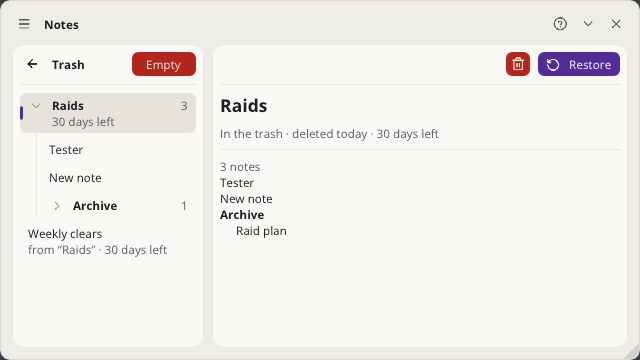 Notes
Trash
Empty
Raids 3
30 days left
Tester
New note
Archive 1
Weekly clears
from “Raids” · 30 days left
Restore
Raids
In the trash · deleted today · 30 days left
3 notes
Tester
New note
Archive
Raid plan